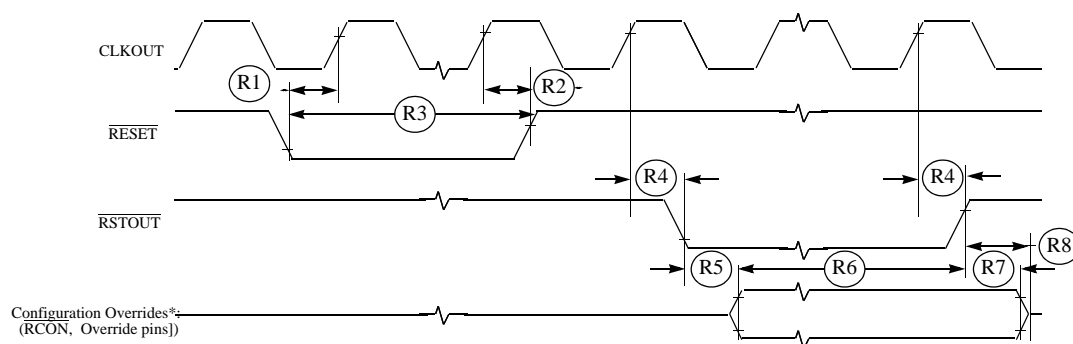 CLKOUT
R1
R2
R3
RESET
R4
R4
RSTOUT
R8
R5
R6
R7
Configuration Overrides*:
(RCON, Override pins])